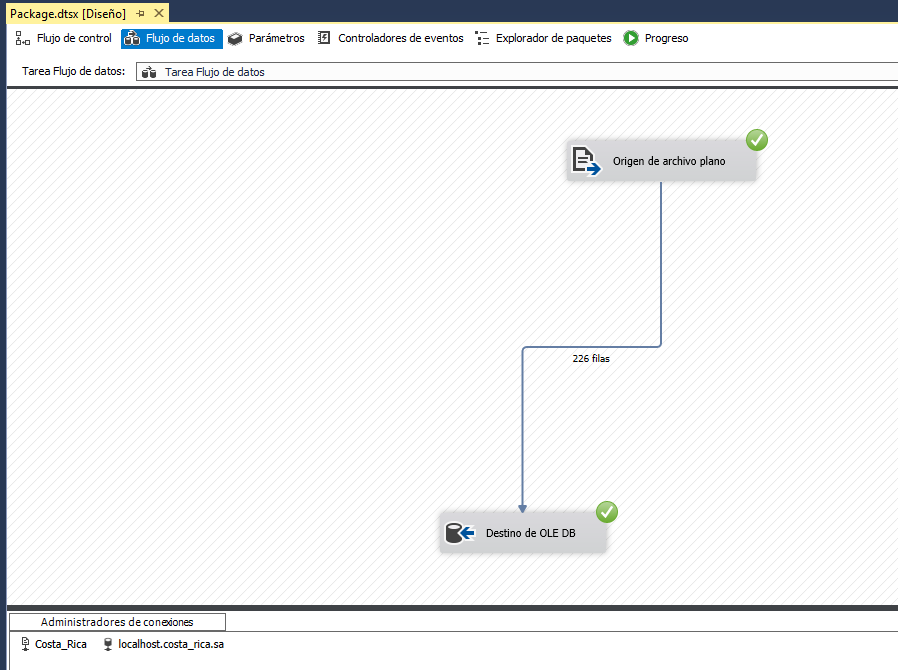 Package.dtsx [Diseño]
Flujo de control Flujo de datos Parámetros Controladores de eventos Explorador de paquetes Progreso
Tarea Flujo de datos: Tarea Flujo de datos
Origen de archivo plano
226 filas
Destino de OLE DB
Administradores de conexiones
Costa_Rica localhost.costa_rica.sa